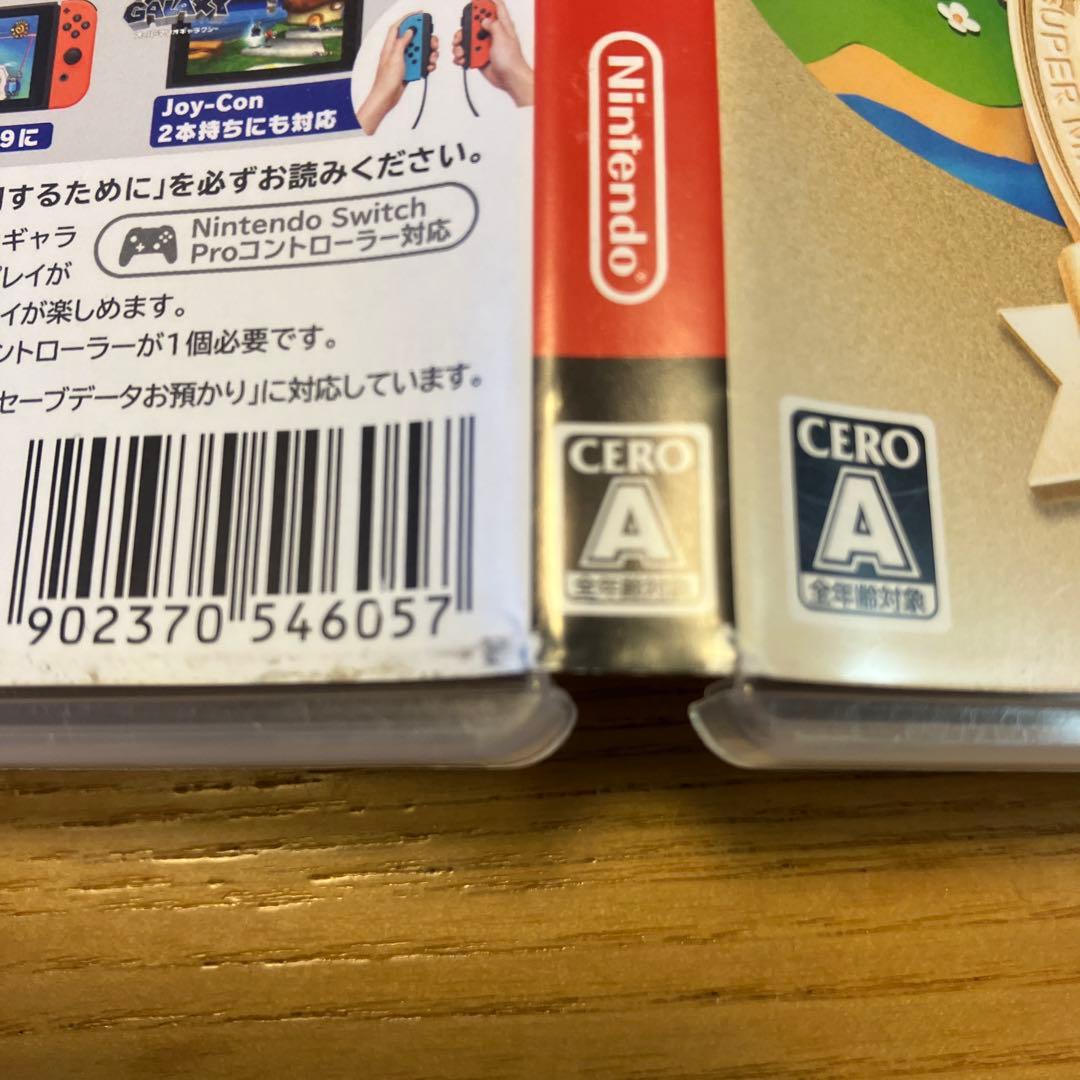 GALAXY
9に
Joy-Con
2本持ちにも対応
するために」を必ずお読みください。
ギャラ
Nintendo Switch
Proコントローラー対応
プレイが
イが楽しめます。
ントローラーが1個必要です。
セーブデータお預かり」に対応しています。
902370 546057
Nintendo
CERO
A
全年齢対象
SUPER M
CERO
A
全年齢対象